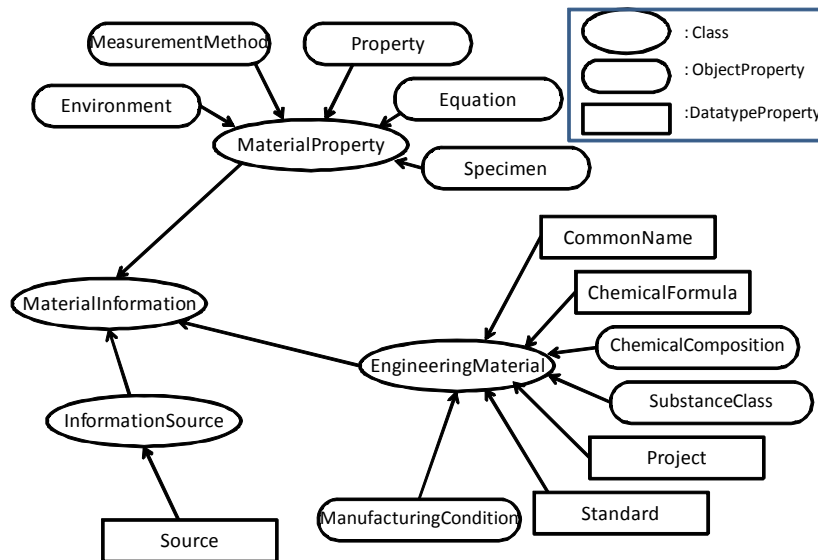 MeasurementMethod
Property
: Class
: ObjectProperty
:DatatypeProperty
Environment
Equation
MaterialProperty
Specimen
CommonName
ChemicalFormula
MaterialInformation
ChemicalComposition
EngineeringMaterial
SubstanceClass
InformationSource
Project
ManufacturingCondition
Standard
Source